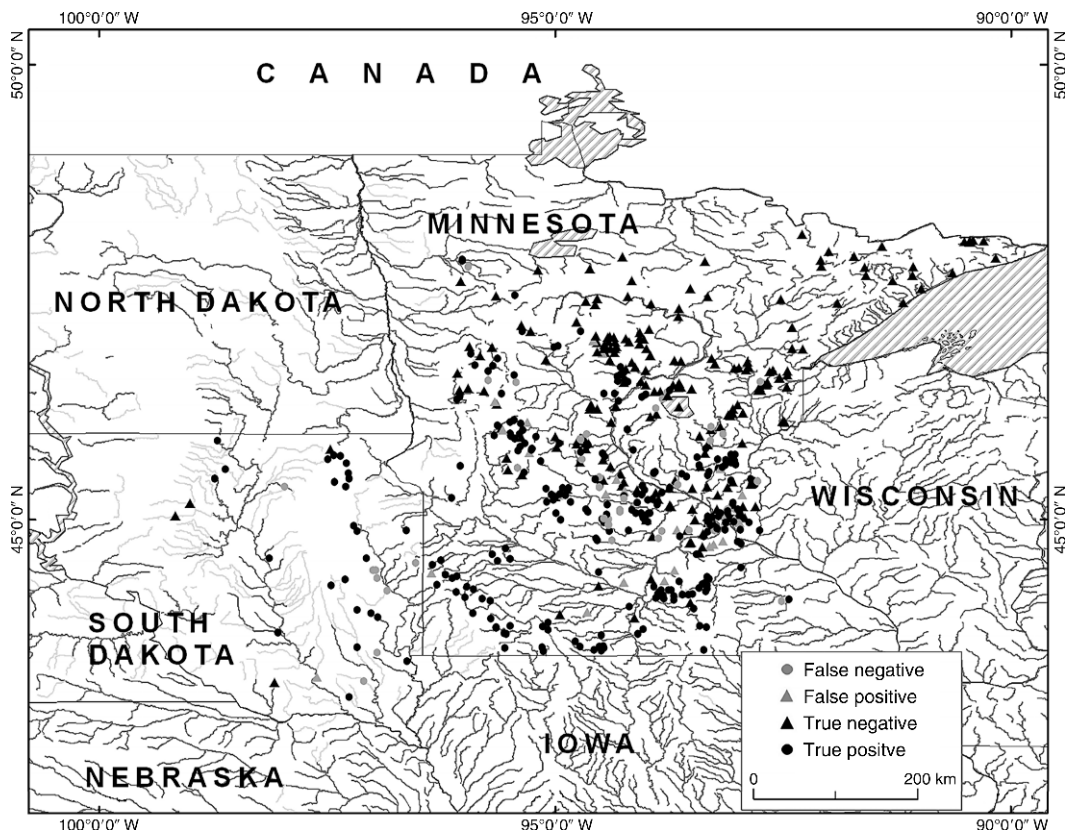 100°0′0″ W 95°0′0″ W 90°0′0″ W
50°0′0″ N 50°0′0″ N
CANADA
MINNESOTA
NORTH DAKOTA
WISCONSIN
45°0′0″ N 45°0′0″ N
SOUTH
DAKOTA
False negative
False positive
True negative
True positve
0 200 km
IOWA
NEBRASKA
100°0′0″ W 95°0′0″ W 90°0′0″ W